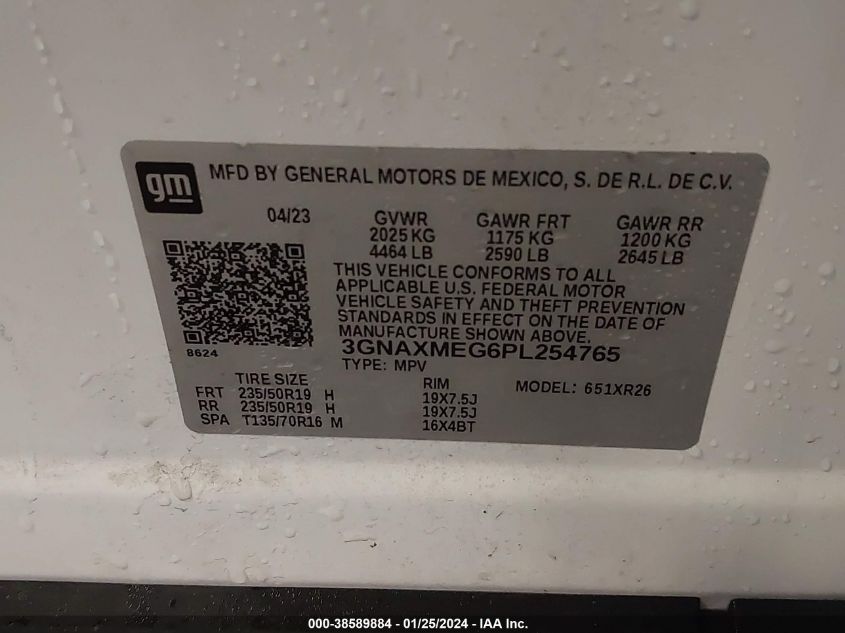 gm
MFD BY GENERAL MOTORS DE MEXICO, S. DE R.L. DE C.V.
04/23 GVWR GAWR FRT GAWR RR
2025 KG 1175 KG 1200 KG
4464 LB 2590 LB 2645 LB
THIS VEHICLE CONFORMS TO ALL
APPLICABLE U.S. FEDERAL MOTOR
VEHICLE SAFETY AND THEFT PREVENTION
STANDARDS IN EFFECT ON THE DATE OF
MANUFACTURE SHOWN ABOVE.
8624
3GNAXMEG6PL254765
TYPE: MPV
TIRE SIZE RIM MODEL: 651XR26
FRT 235/50R19 H 19X7.5J
RR 235/50R19 H 19X7.5J
SPA T135/70R16 M 16X4BT
000-38589884 - 01/25/2024 - IAA Inc.